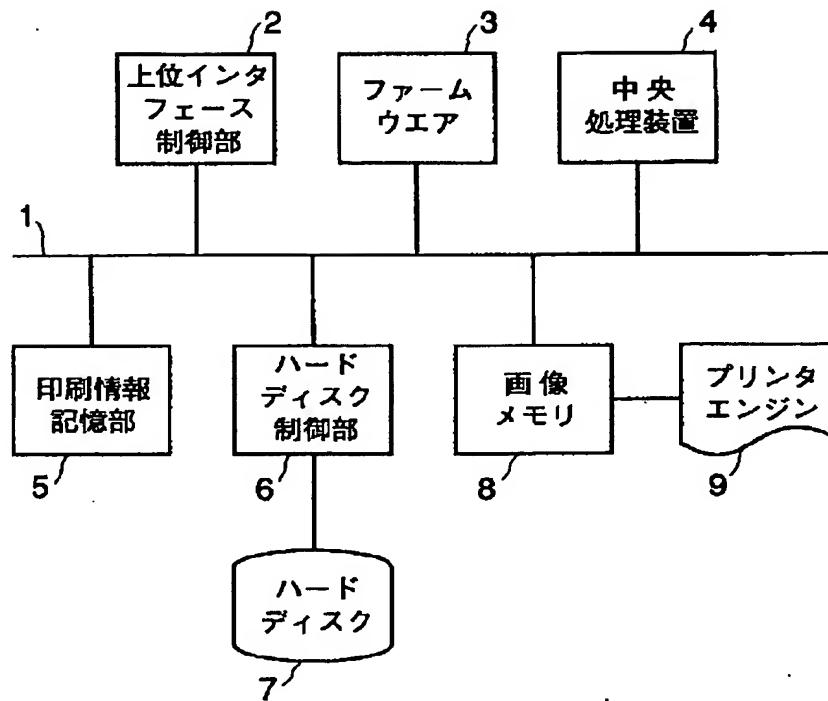 2
3
4
上位インタ
フェース
制御部
ファーム
ウエア
中央
処理装置
1
印刷情報
記憶部
ハード
ディスク
制御部
画像
メモリ
プリンタ
エンジン
5
6
8
9
ハード
ディスク
7